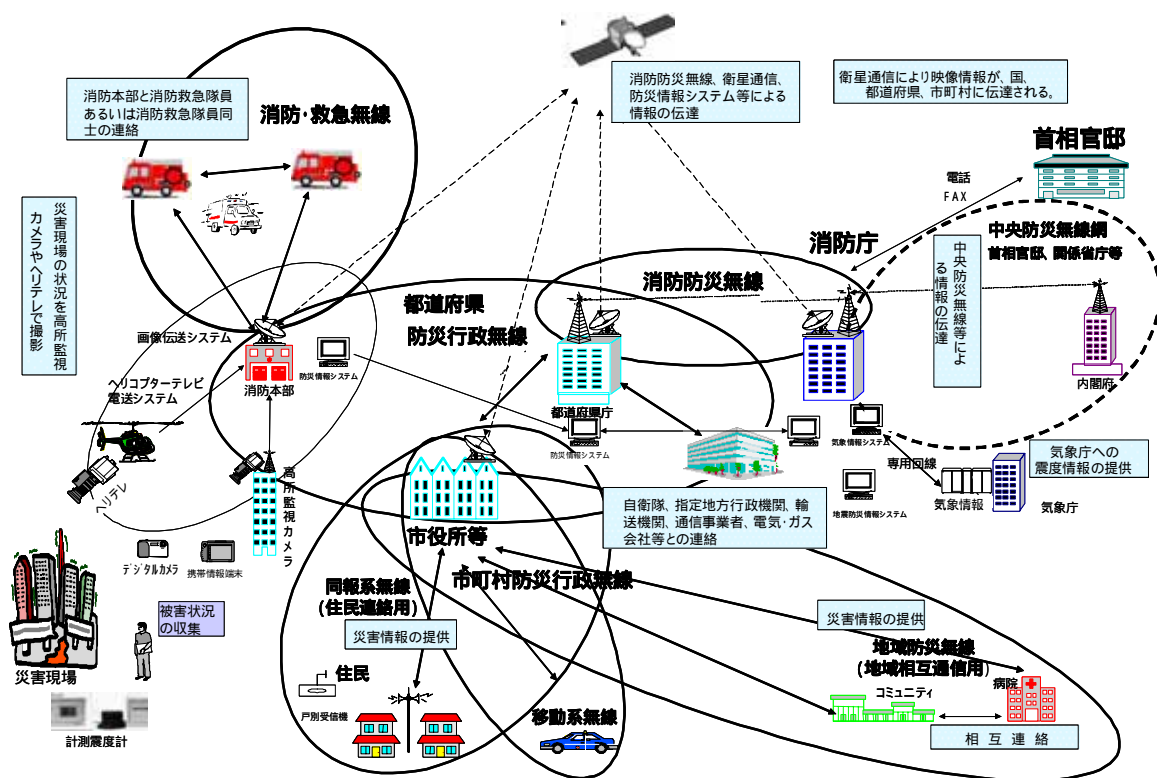 消防本部と消防救急隊員
あるいは消防救急隊員同
士の連絡
消防・救急無線
消防防災無線、衛星通信、
防災情報システム等による
情報の伝達
衛星通信により映像情報が、国、
都道府県、市町村に伝達される。
首相官邸
電話
FAX
災害現場の状況を高所監視
カメラやヘリテレで撮影
中央防災無線網
首相官邸、関係省庁等
消防庁
中央防災無線等によ
る情報の伝達
消防防災無線
都道府県
防災行政無線
画像伝送システム
消防本部
防災情報システム
ヘリコプターテレビ
電送システム
都道府県庁
内閣府
防災情報システム
気象情報システム
専用回線
気象庁への
震度情報の提供
ヘリテレ
高所監視カメラ
地震防災情報システム
気象情報
気象庁
自衛隊、指定地方行政機関、輸
送機関、通信事業者、電気・ガス
会社等との連絡
市役所等
デジタルカメラ
携帯情報端末
市町村防災行政無線
同報系無線
(住民連絡用)
被害状況
の収集
災害情報の提供
災害情報の提供
地域防災無線
(地域相互通信用)
災害現場
住民
戸別受信機
コミュニティ
病院
移動系無線
相互連絡
計測震度計